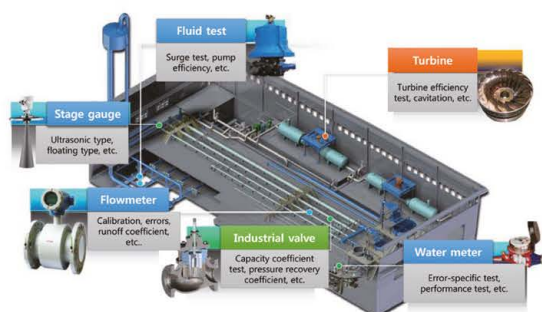 Fluid test
Surge test, pump
efficiency, etc.
Turbine
Turbine efficiency
test, cavitation, etc.
Stage gauge
Ultrasonic type,
floating type, etc.
Flowmeter
Calibration, errors,
runoff coefficient,
etc..
Industrial valve
Capacity coefficient
test, pressure recovery
coefficient, etc.
Water meter
Error-specific test,
performance test, etc.